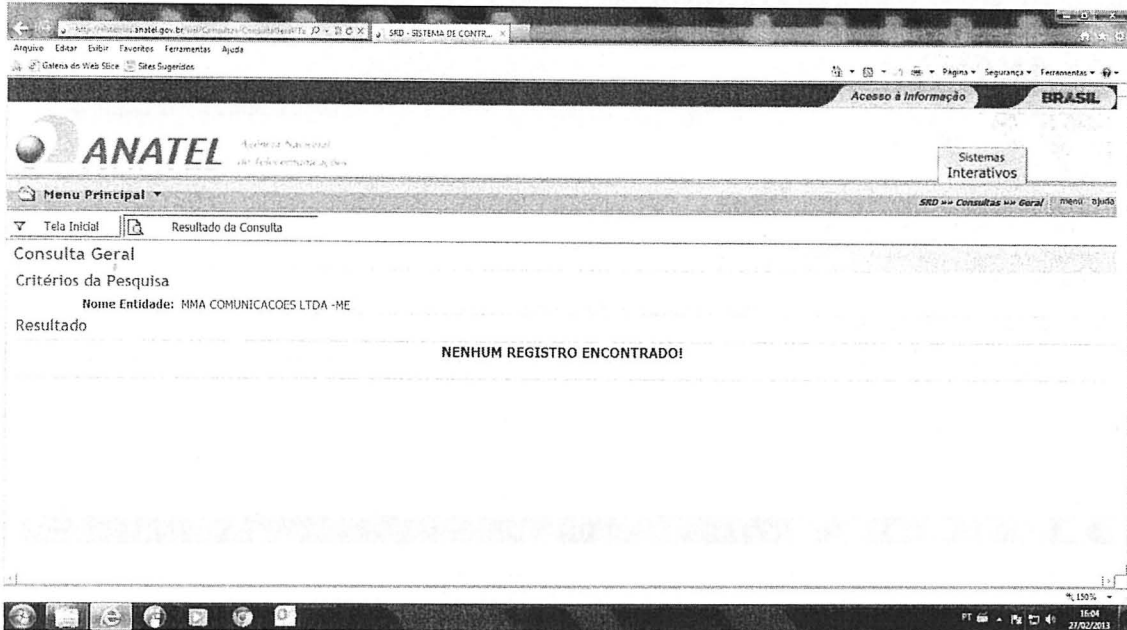 anatel.gov.br
SRD - SISTEMA DE CONTR...
Arquivo Editar Exibir Favoritos Ferramentas Ajuda
Galeria do Web Slice Sites Sugeridos
Página Segurança Ferramentas
Acesso à Informação BRASIL
ANATEL Agência Nacional
de Telecomunicações
Sistemas
Interativos
Menu Principal
SRD »» Consultas »» Geral menu ajuda
Tela Inicial Resultado da Consulta
Consulta Geral
Critérios da Pesquisa
Nome Entidade: MMA COMUNICACOES LTDA -ME
Resultado
NENHUM REGISTRO ENCONTRADO!
150%
PT 16:04
27/02/2013